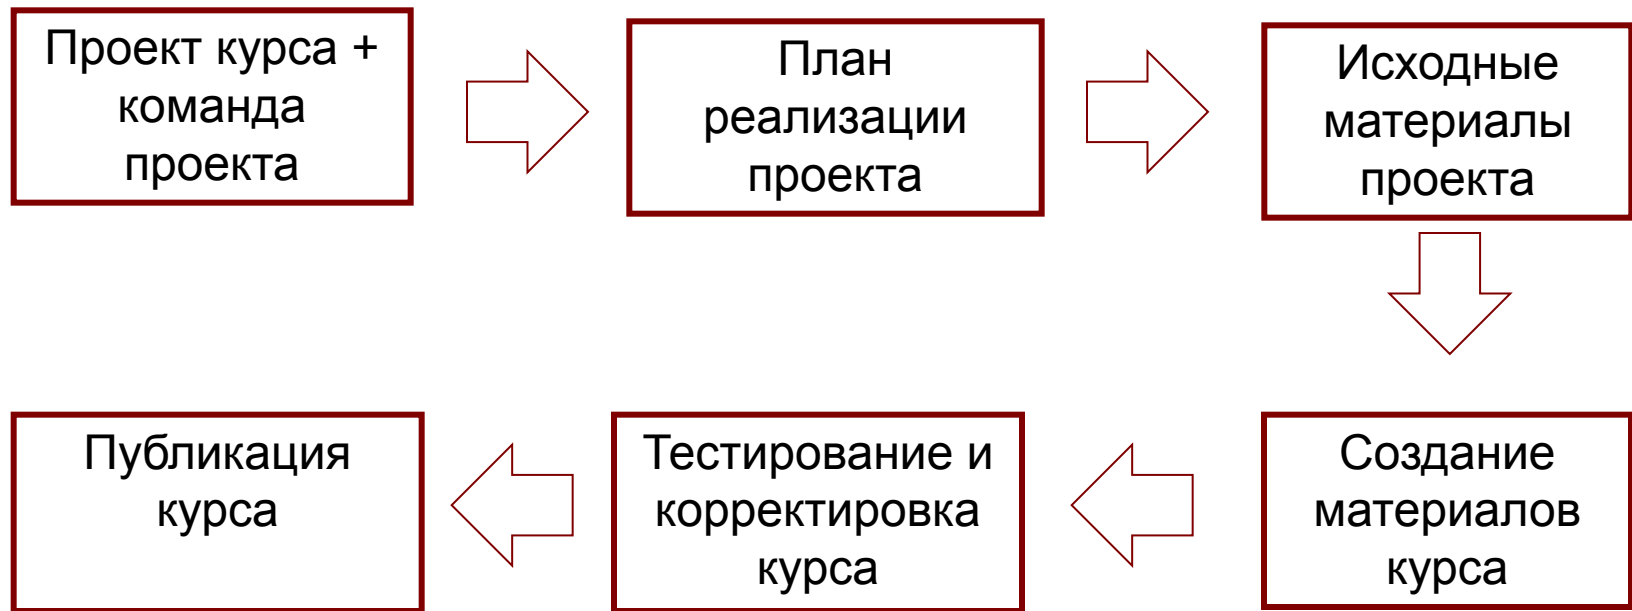 Проект курса +
команда
проекта
План
реализации
проекта
Исходные
материалы
проекта
Создание
материалов
курса
Тестирование и
корректировка
курса
Публикация
курса